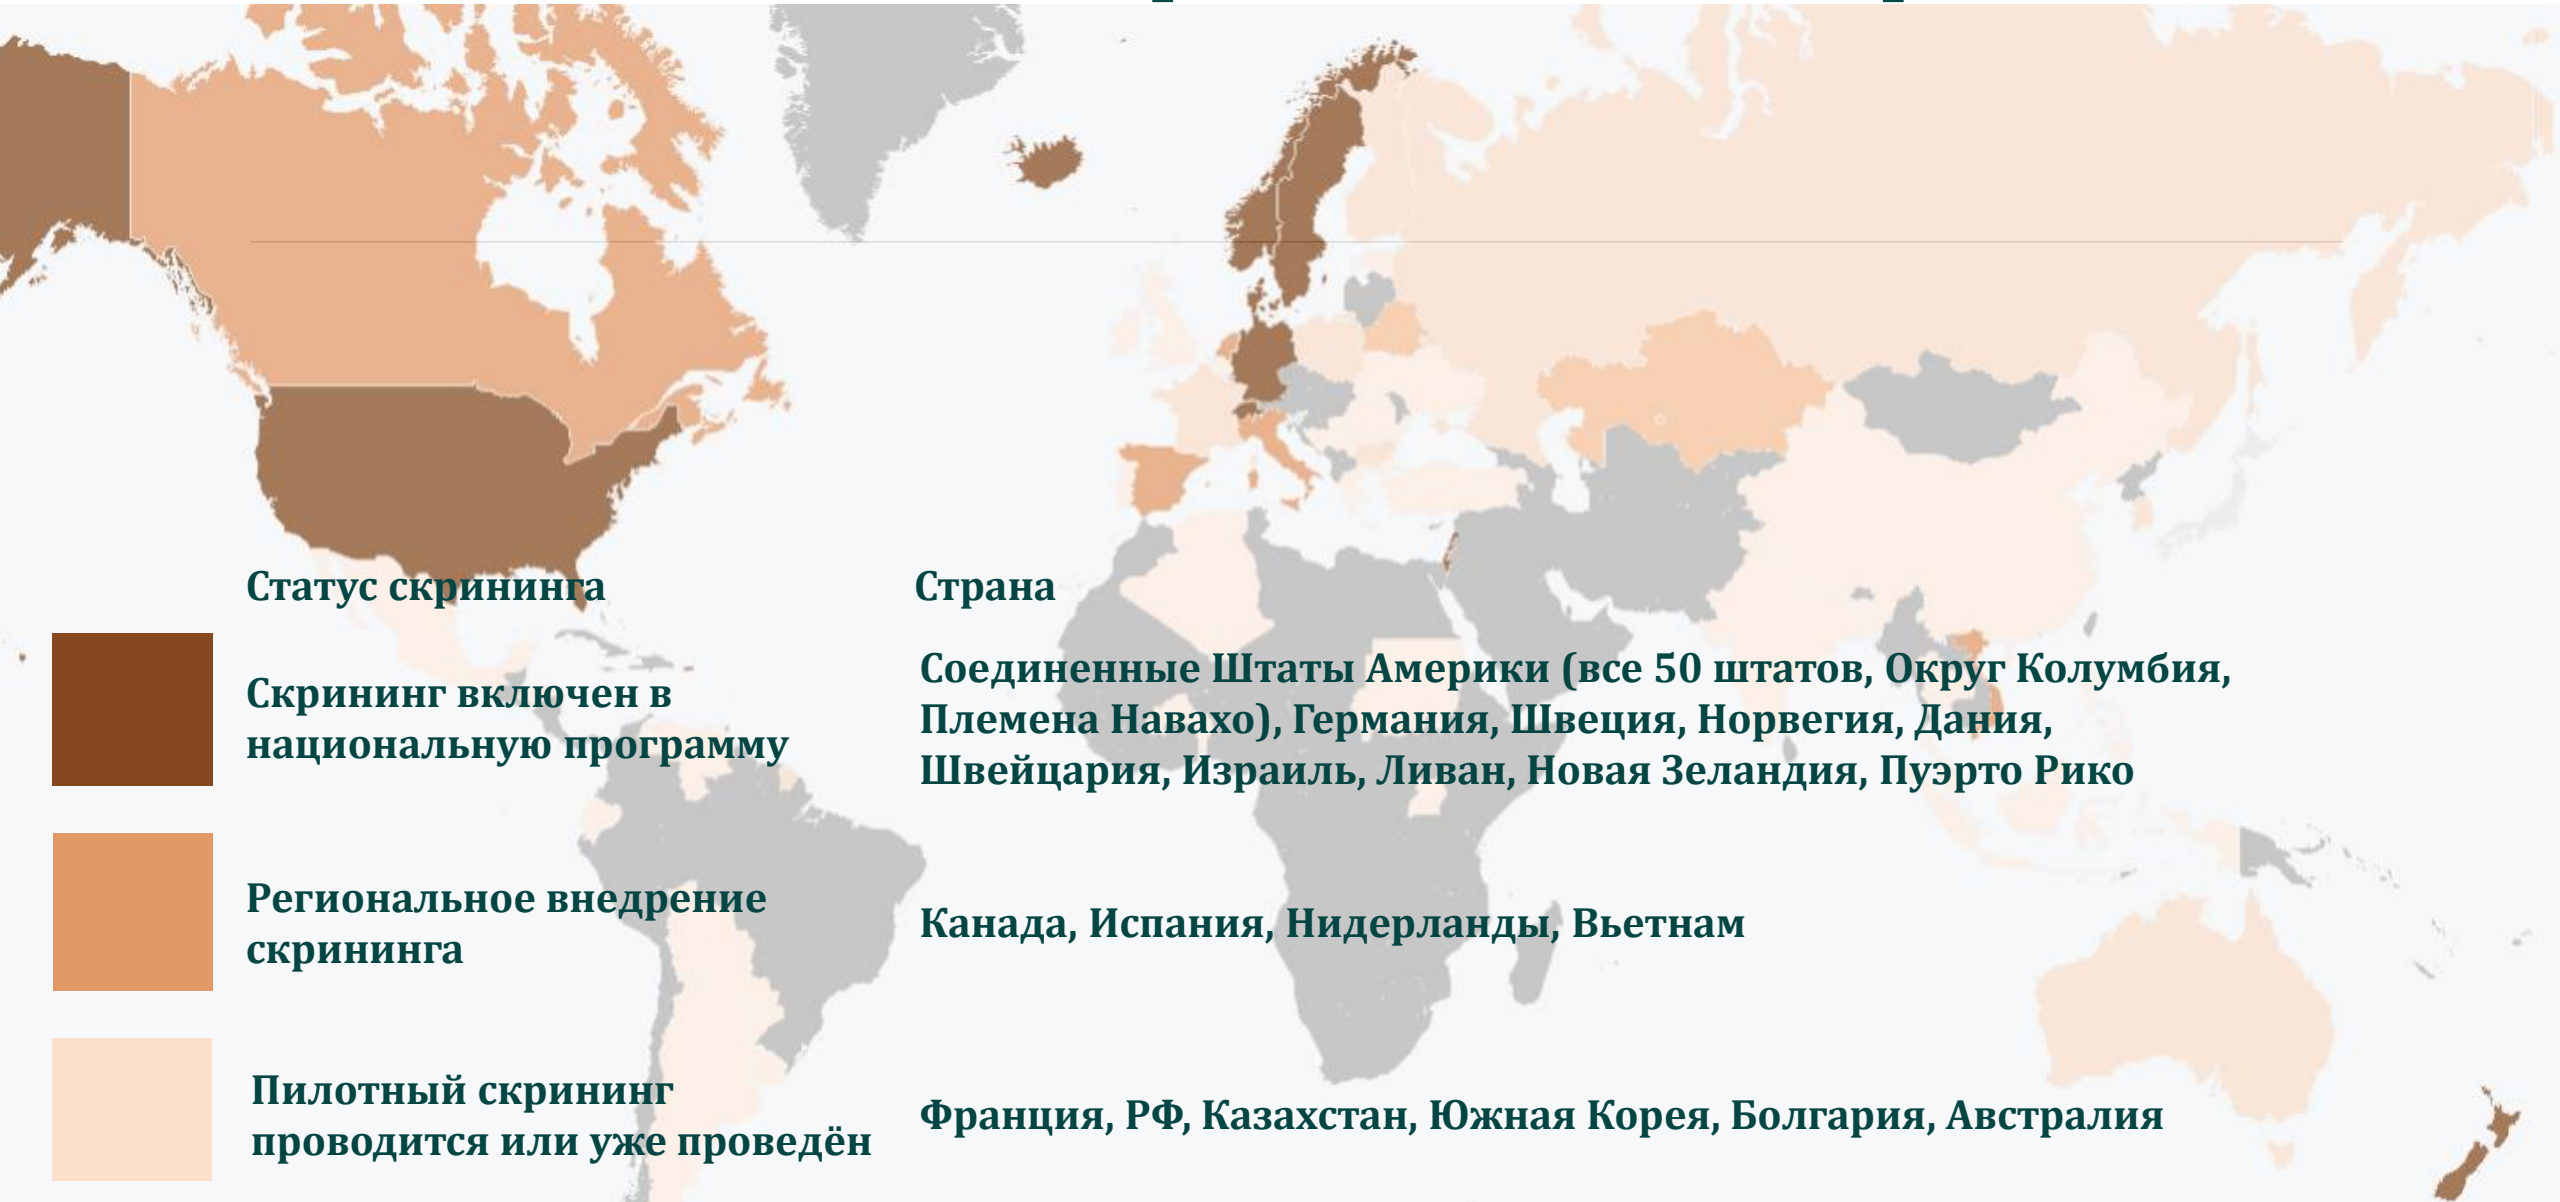 Статус скрининга
Страна
Скрининг включен в
национальную программу
Соединенные Штаты Америки (все 50 штатов, Округ Колумбия,
Племена Навахо), Германия, Швеция, Норвегия, Дания,
Швейцария, Израиль, Ливан, Новая Зеландия, Пуэрто Рико
Региональное внедрение
скрининга
Канада, Испания, Нидерланды, Вьетнам
Пилотный скрининг
проводится или уже проведён
Франция, РФ, Казахстан, Южная Корея, Болгария, Австралия